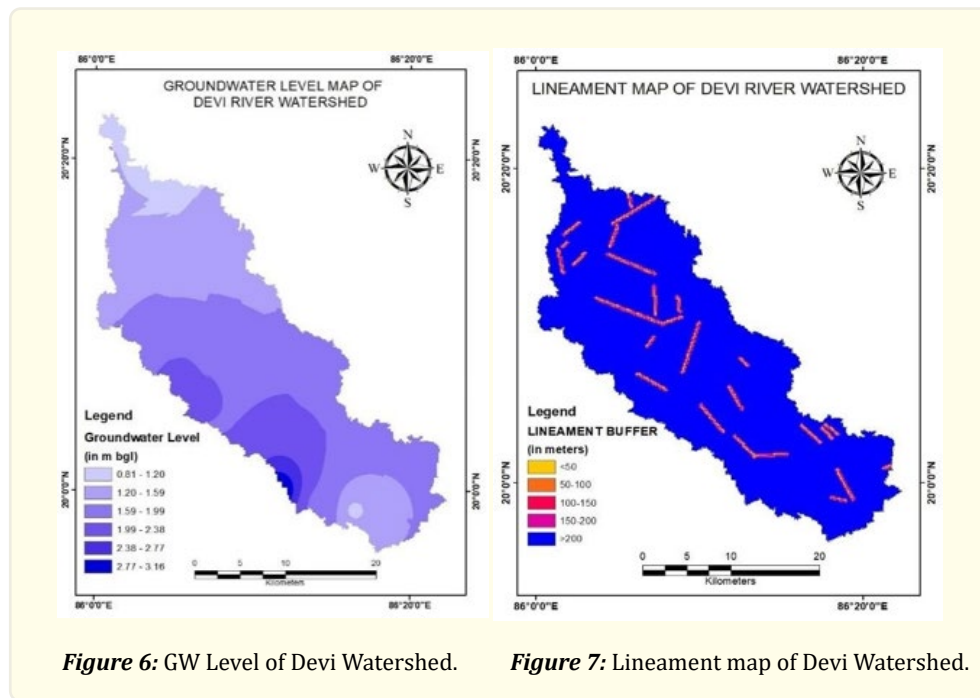 86°0'0"E
86°20'0"E
GROUNDWATER LEVEL MAP OF
DEVI RIVER WATERSHED
N
W
E
S
20°20'0"N
20°20'0"N
20°0'0"N
20°0'0"N
Legend
Groundwater Level
(in m bgl)
0.81 - 1.20
1.20 - 1.59
1.59 - 1.99
1.99 - 2.38
2.38 - 2.77
2.77 - 3.16
0 5 10 20
Kilometers
86°0'0"E
86°20'0"E
86°0'0"E
86°20'0"E
LINEAMENT MAP OF DEVI RIVER WATERSHED
N
W
E
S
20°20'0"N
20°20'0"N
20°0'0"N
20°0'0"N
Legend
LINEAMENT BUFFER
(in meters)
<50
50-100
100-150
150-200
>200
0 5 10 20
Kilometers
86°0'0"E
86°20'0"E
Figure 6: GW Level of Devi Watershed.
Figure 7: Lineament map of Devi Watershed.